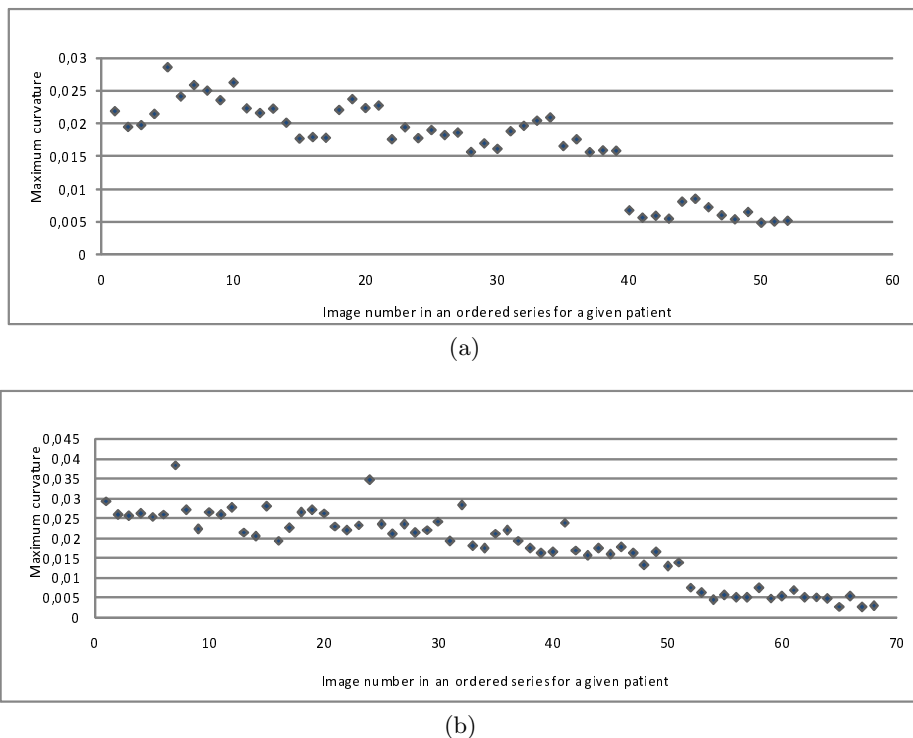 0,03
0,025
0,02
0,015
0,01
0,005
0
Maximum curvature
0 10 20 30 40 50 60
Image number in an ordered series for a given patient
(a)
0,045
0,04
0,035
0,03
0,025
0,02
0,015
0,01
0,005
0
Maximum curvature
0 10 20 30 40 50 60 70
Image number in an ordered series for a given patient
(b)